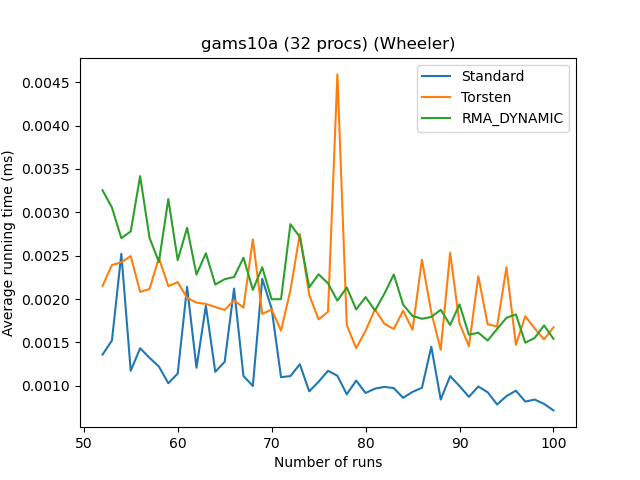 gams10a (32 procs) (Wheeler)
Average running time (ms)
0.0045
0.0040
0.0035
0.0030
0.0025
0.0020
0.0015
0.0010
Standard
Torsten
RMA_DYNAMIC
50 60 70 80 90 100
Number of runs